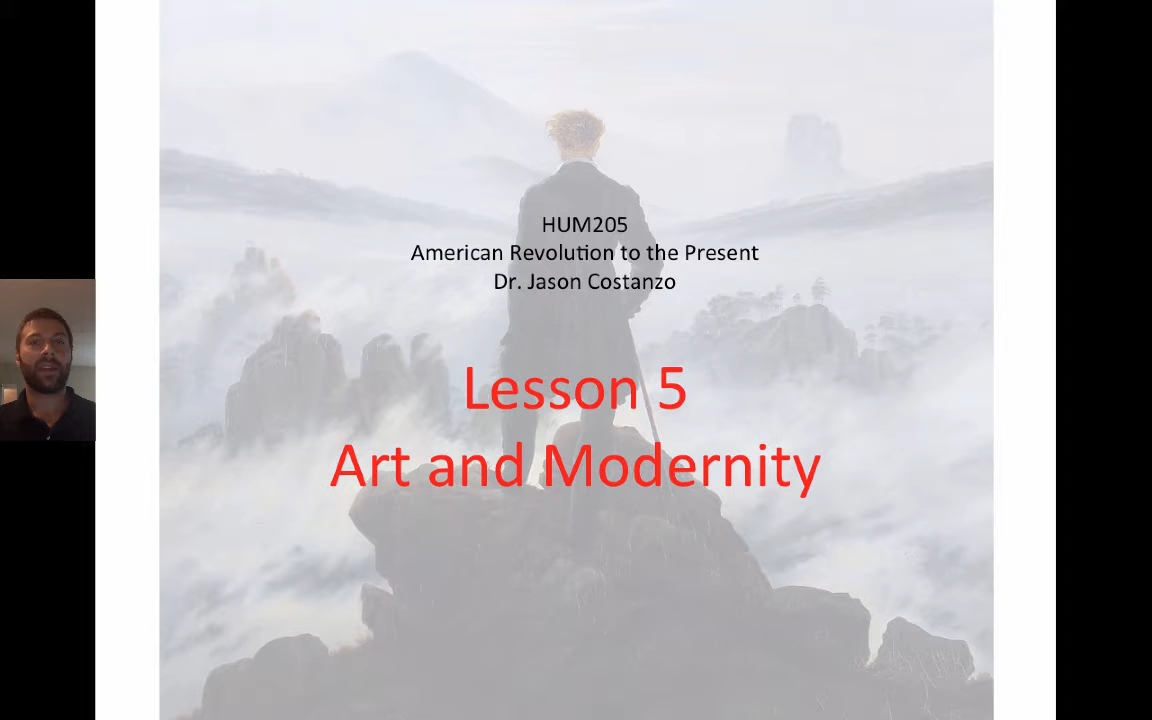 HUM205
American Revolution to the Present
Dr. Jason Costanzo
Lesson 5
Art and Modernity